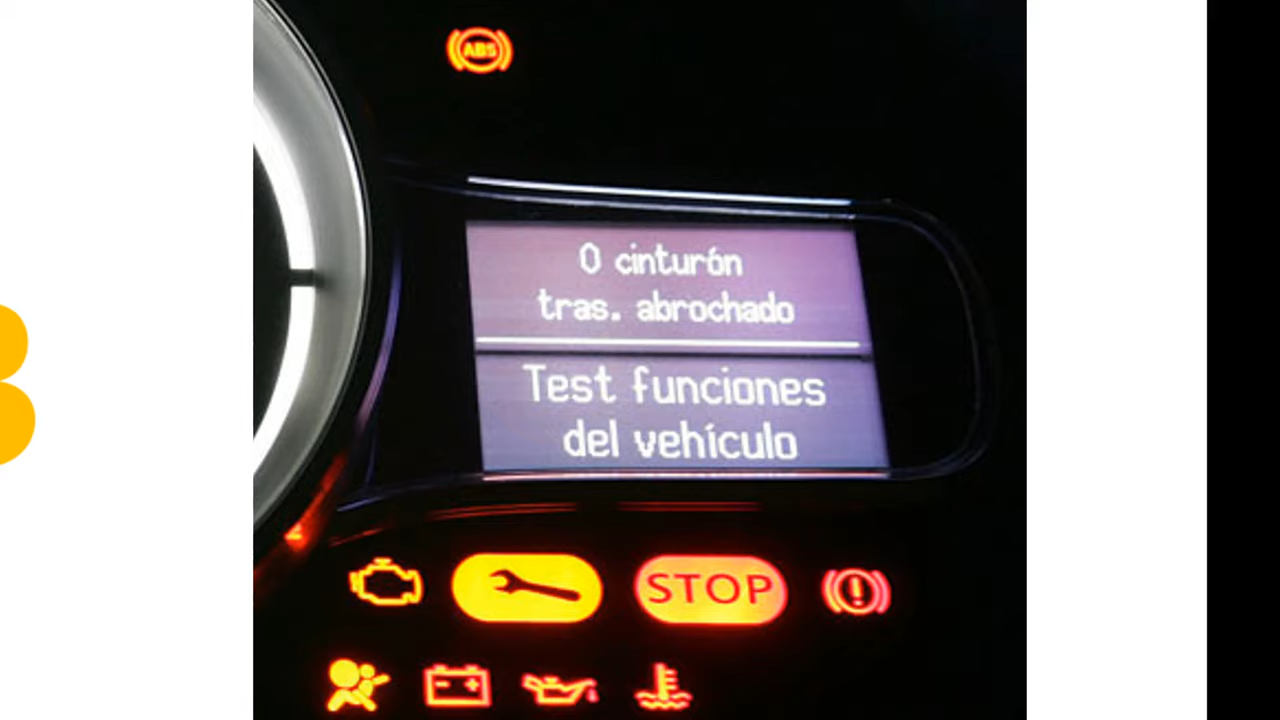 ABS
0 cinturón
tras. abrochado
Test funciones
del vehículo
STOP